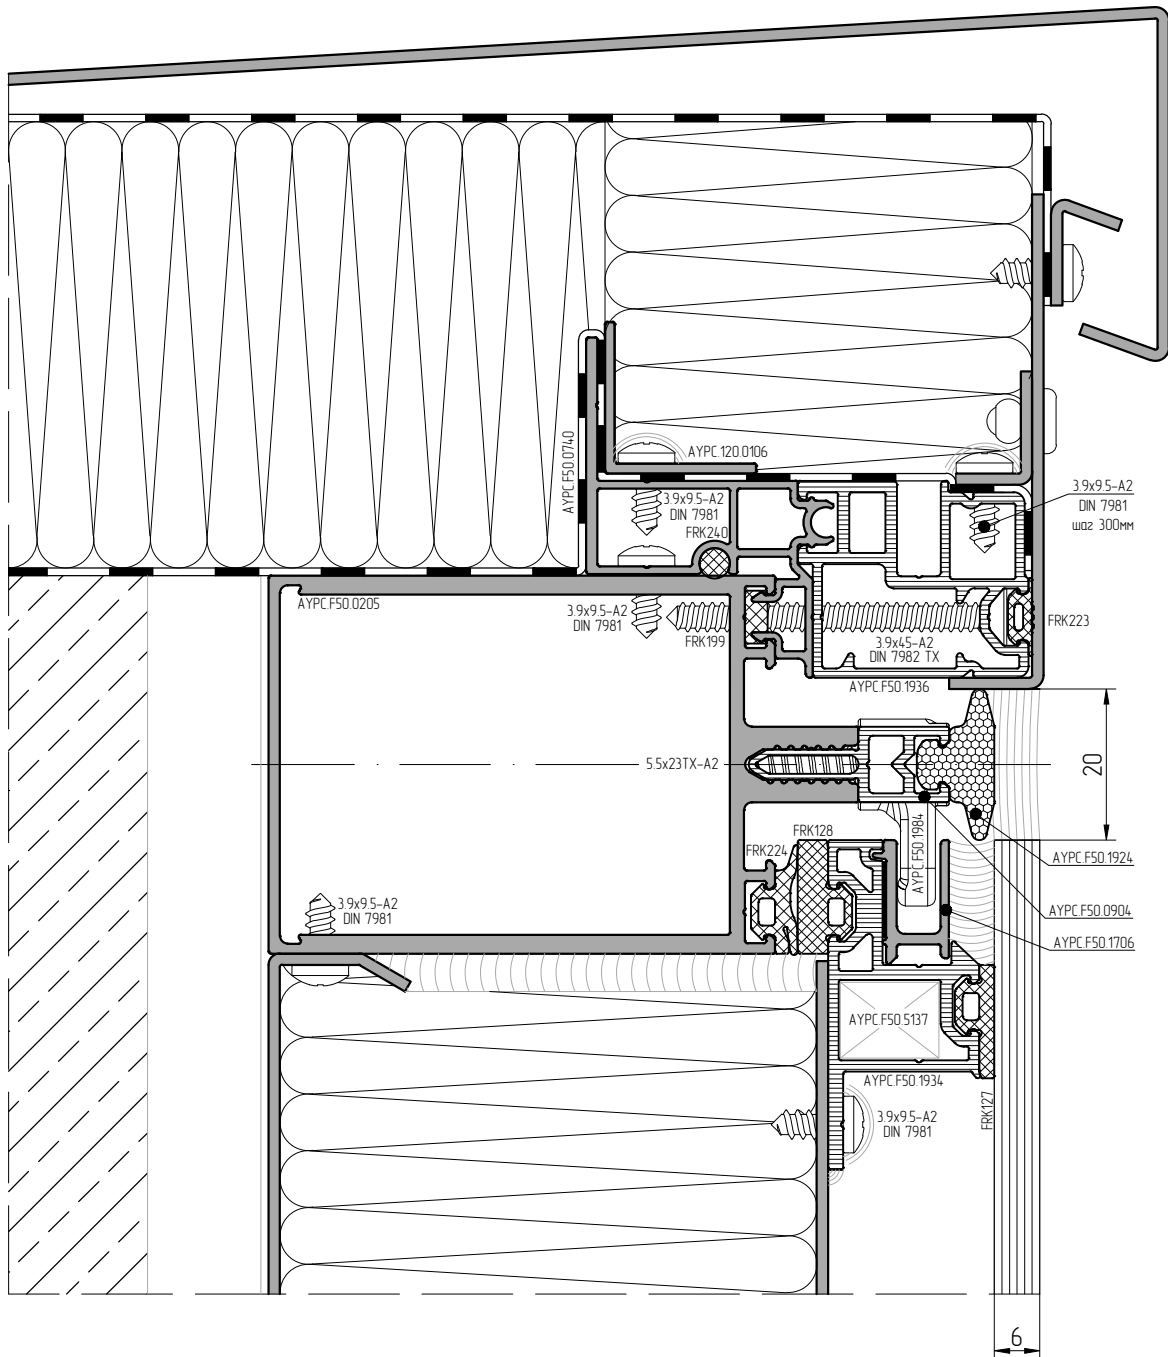 AYPC.F50.0740
AYPC.120.0106
3.9x9.5-A2
DIN 7981
FRK240
3.9x9.5-A2
DIN 7981
шаг 300мм
AYPC.F50.0205
3.9x9.5-A2
DIN 7981
FRK199
3.9x45-A2
DIN 7982 TX
FRK223
AYPC.F50.1936
5.5x23TX-A2
20
FRK128
FRK224
AYPC.F50.1984
AYPC.F50.1924
3.9x9.5-A2
DIN 7981
AYPC.F50.0904
AYPC.F50.1706
AYPC.F50.5137
AYPC.F50.1934
FRK127
3.9x9.5-A2
DIN 7981
6